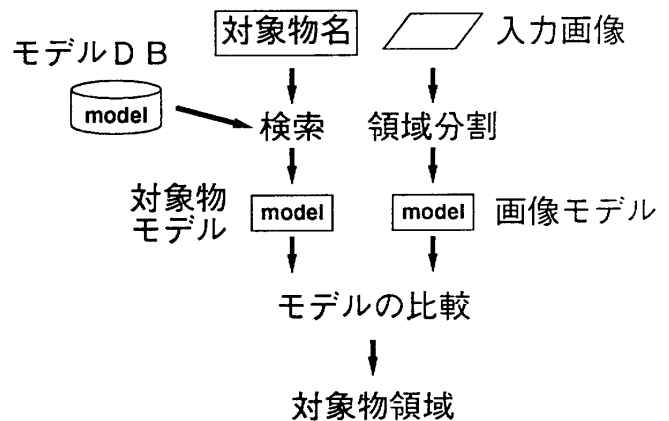 対象物名
入力画像
モデルDB
model
検索
領域分割
対象物
モデル
model
model
画像モデル
モデルの比較
対象物領域